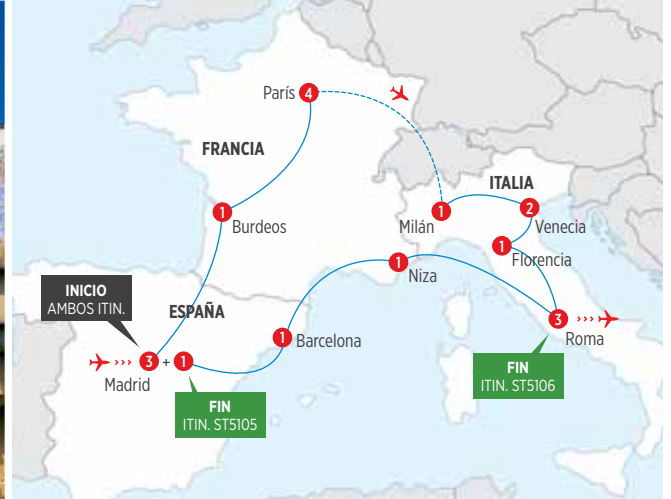 París 4
FRANCIA
ITALIA
1
Burdeos
Milán 1
2
Venecia
1
Florencia
1
Niza
INICIO
AMBOS ITIN.
ESPAÑA
3
Roma
1
Barcelona
3 + 1
Madrid
FIN
ITIN. ST5106
FIN
ITIN. ST5105